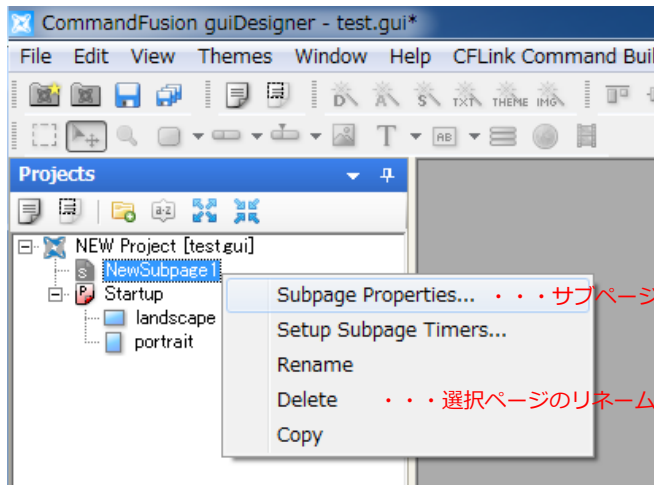 CommandFusion guiDesigner - test.gui*
File Edit View Themes Window Help CFLink Command Buil
D A S TXT THEME IMG
T AB
Projects
a-z
NEW Project [test.gui]
S NewSubpage1
P Startup
landscape
portrait
Subpage Properties... ・・・サブページ
Setup Subpage Timers...
Rename
Delete ・・・選択ページのリネーム
Copy